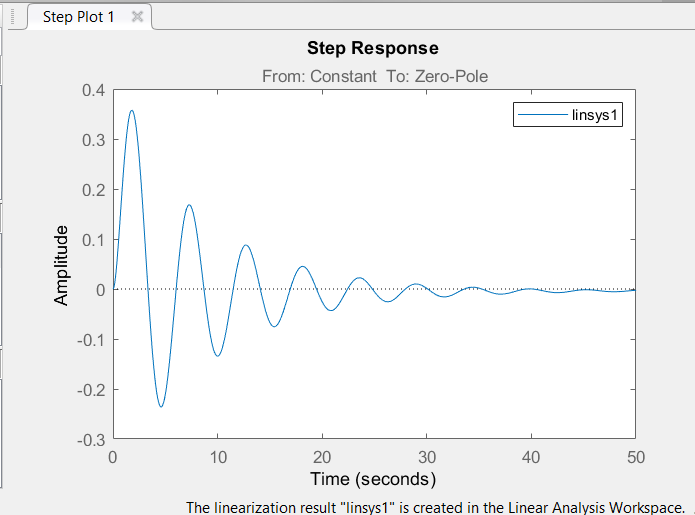 Step Plot 1
Step Response
From: Constant To: Zero-Pole
linsys1
Amplitude
0.4
0.3
0.2
0.1
0
-0.1
-0.2
-0.3
0 10 20 30 40 50
Time (seconds)
The linearization result "linsys1" is created in the Linear Analysis Workspace.